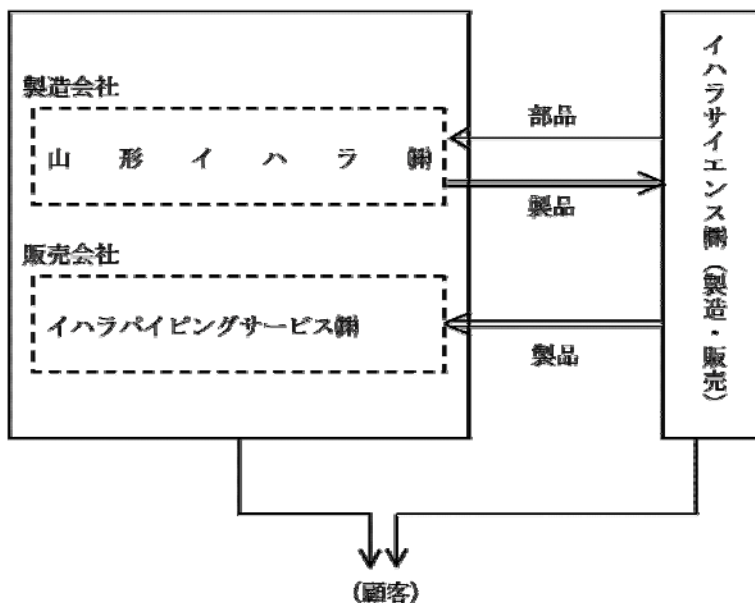 製造会社
山形イハラ㈱
部品
製品
販売会社
イハラパイピングサービス㈱
製品
イハラサイエンス㈱（製造・販売）
(顧客)